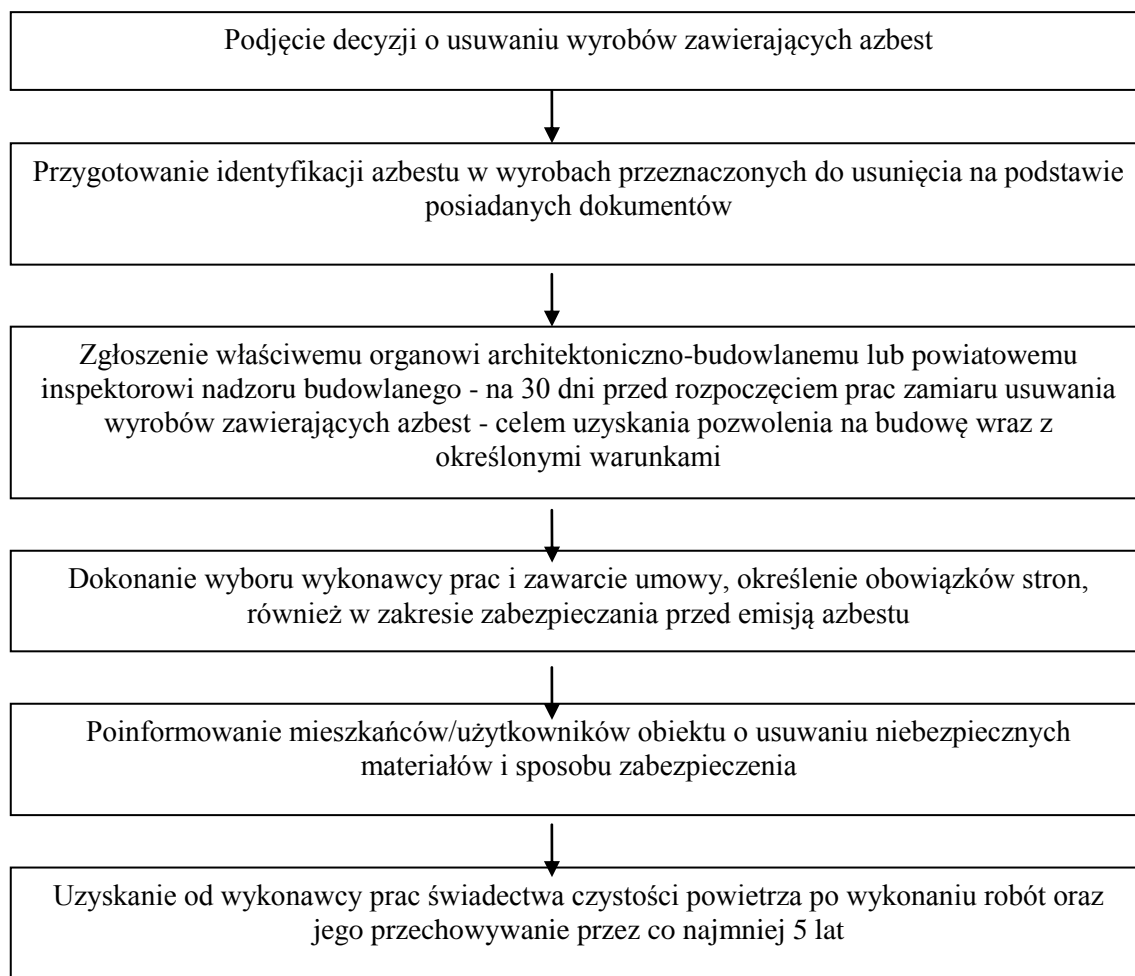 Podjęcie decyzji o usuwaniu wyrobów zawierających azbest
Przygotowanie identyfikacji azbestu w wyrobach przeznaczonych do usunięcia na podstawie
posiadanych dokumentów
Zgłoszenie właściwemu organowi architektoniczno-budowlanemu lub powiatowemu
inspektorowi nadzoru budowlanego - na 30 dni przed rozpoczęciem prac zamiaru usuwania
wyrobów zawierających azbest - celem uzyskania pozwolenia na budowę wraz z
określonymi warunkami
Dokonanie wyboru wykonawcy prac i zawarcie umowy, określenie obowiązków stron,
również w zakresie zabezpieczania przed emisją azbestu
Poinformowanie mieszkańców/użytkowników obiektu o usuwaniu niebezpiecznych
materiałów i sposobu zabezpieczenia
Uzyskanie od wykonawcy prac świadectwa czystości powietrza po wykonaniu robót oraz
jego przechowywanie przez co najmniej 5 lat